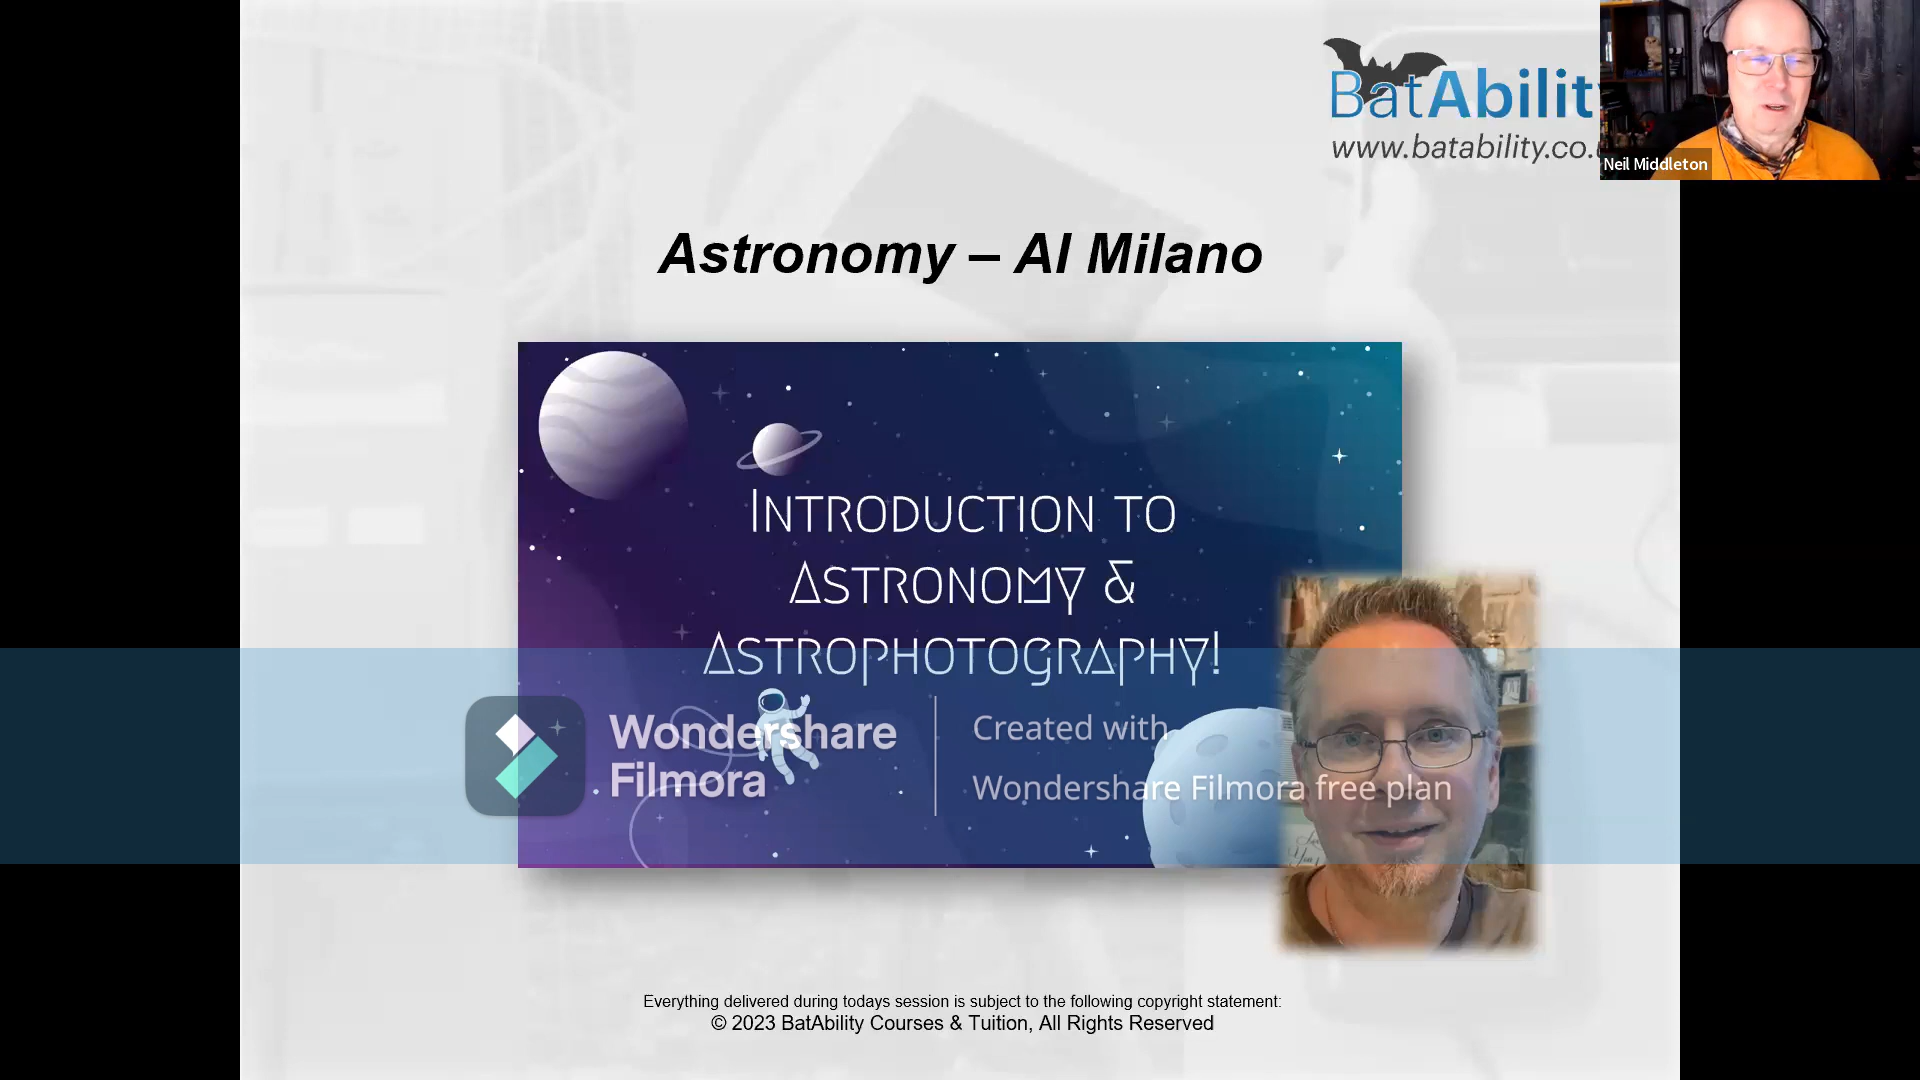 BatAbilit
www.batability.co.
Neil Middleton
Astronomy – Al Milano
INTRODUCTION TO
ASTRONOMY &
ASTROPHOTOGRAPHY!
Wondershare
Filmora
Created with
Wondershare Filmora free plan
Everything delivered during todays session is subject to the following copyright statement:
© 2023 BatAbility Courses & Tuition, All Rights Reserved